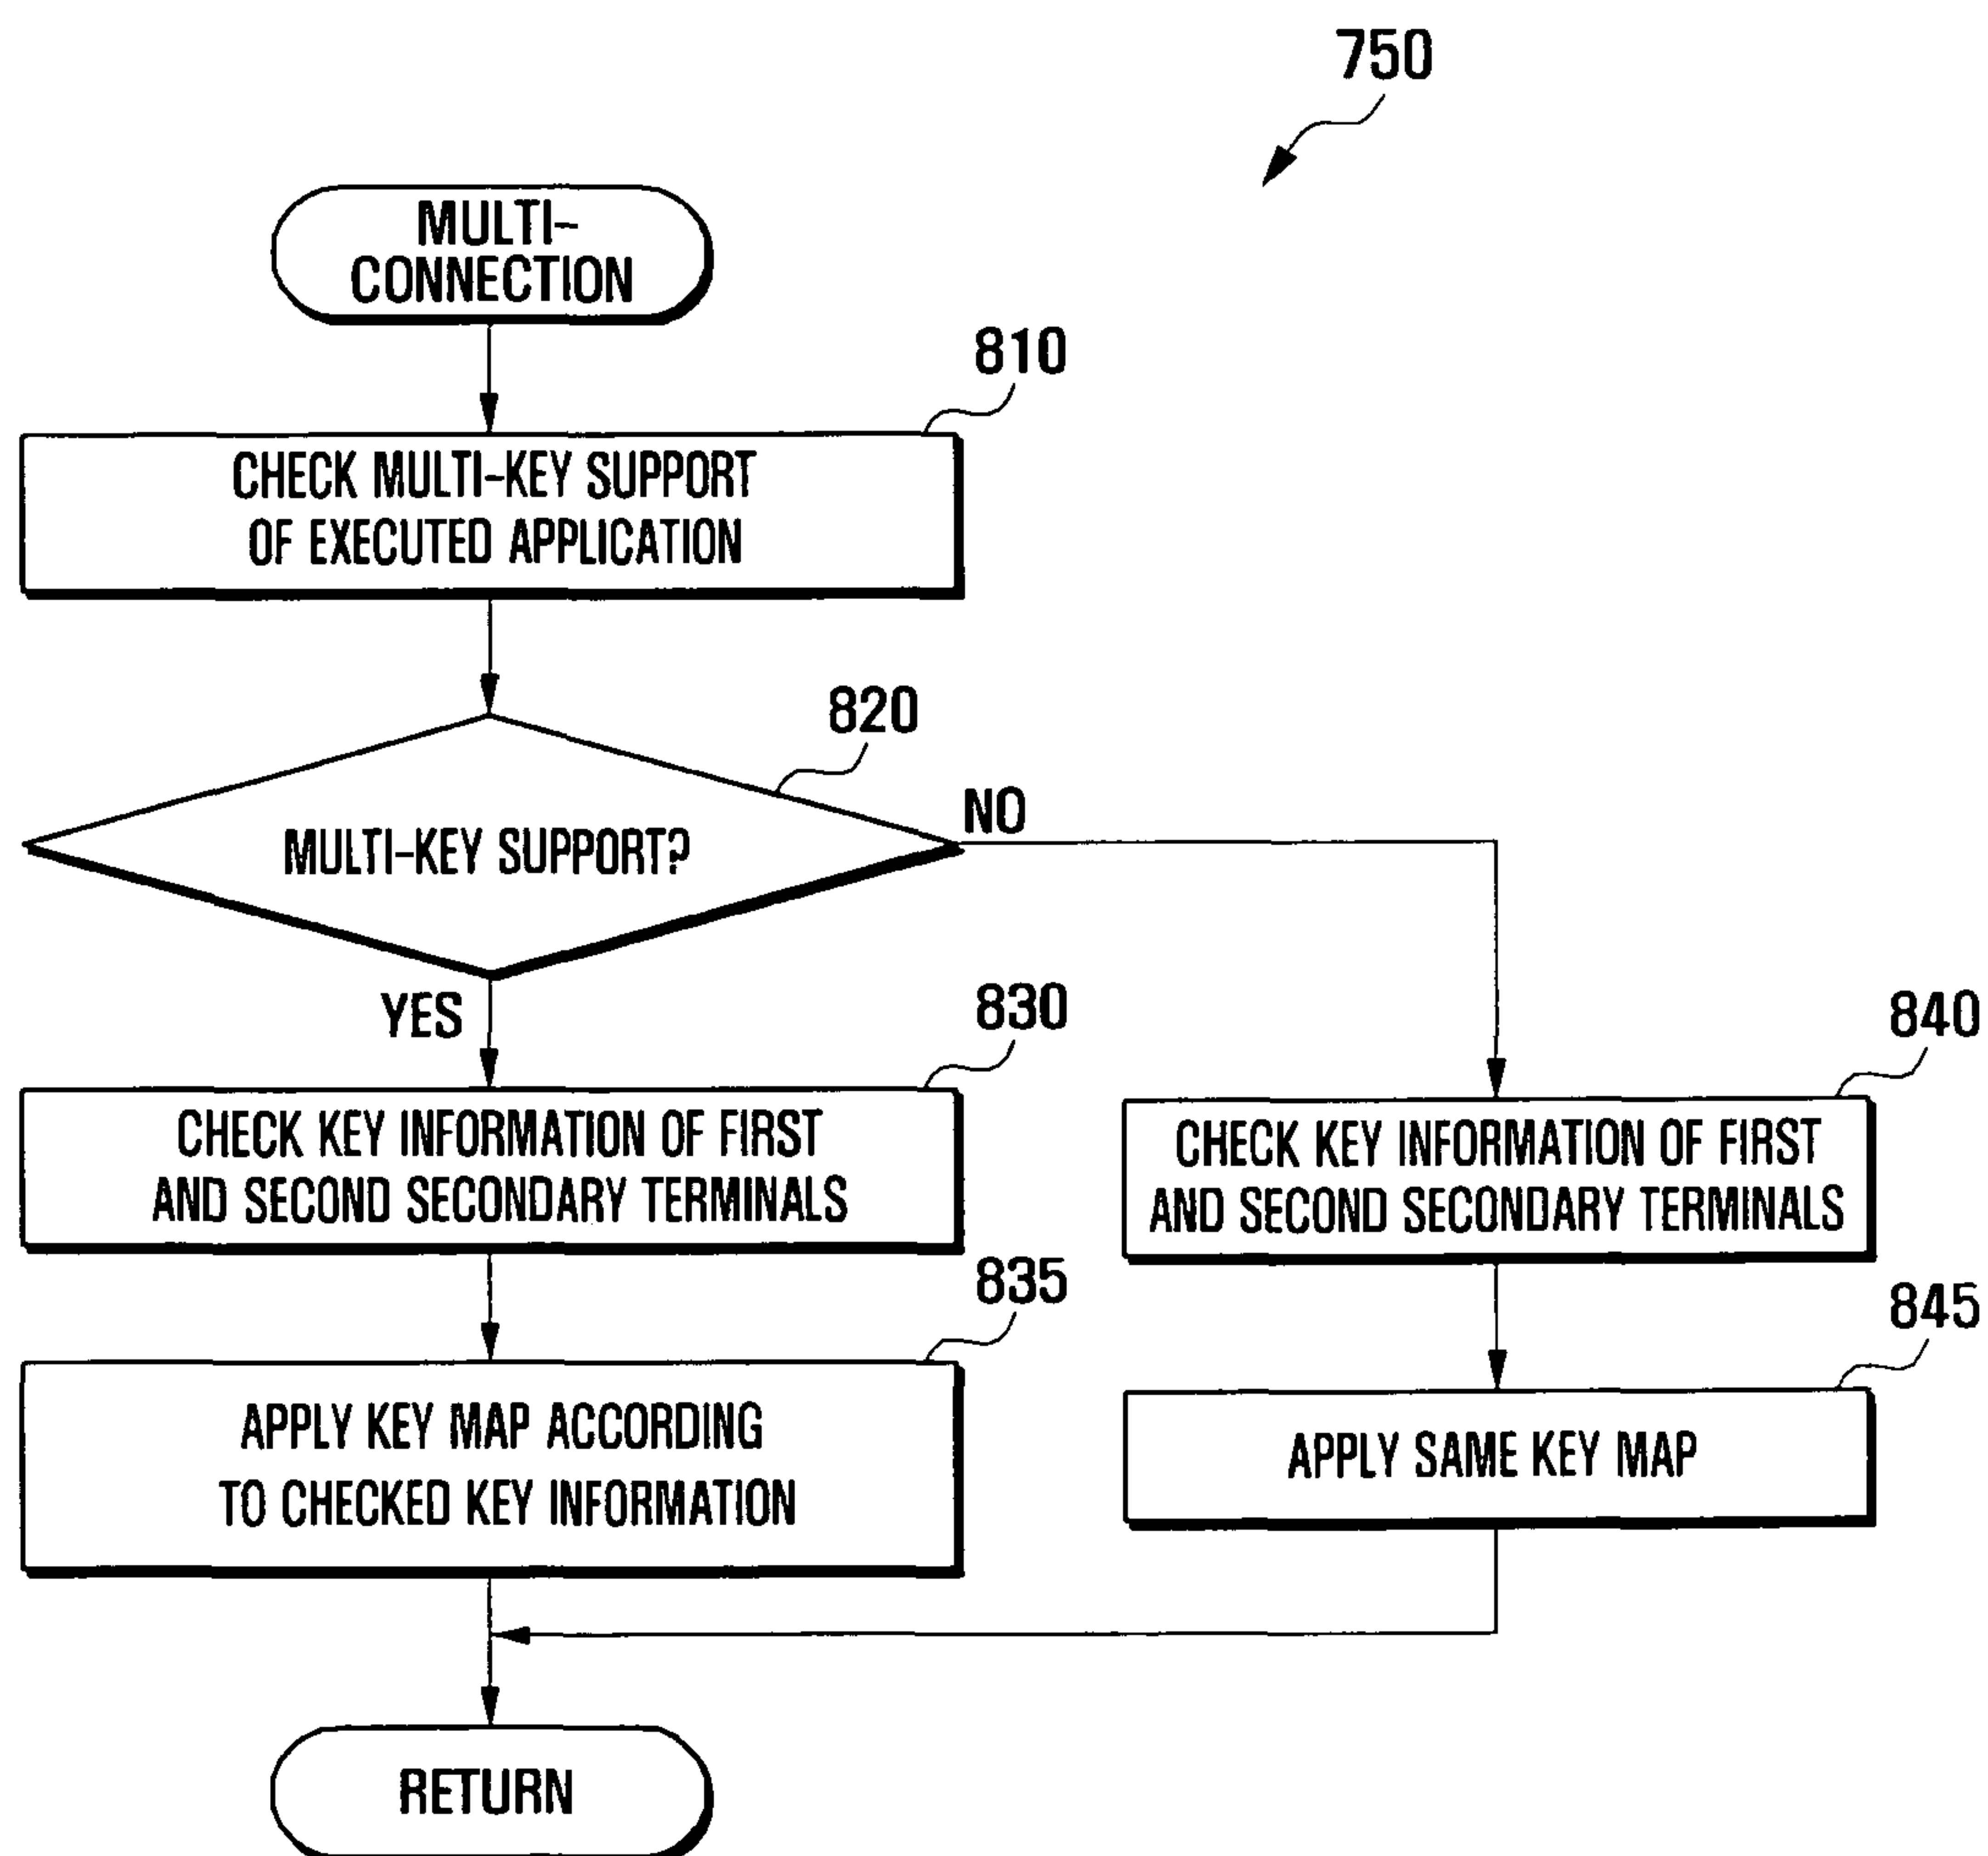 750
MULTI-
CONNECTION
810
CHECK MULTI-KEY SUPPORT
OF EXECUTED APPLICATION
820
MULTI-KEY SUPPORT?
NO
YES
830
CHECK KEY INFORMATION OF FIRST
AND SECOND SECONDARY TERMINALS
840
CHECK KEY INFORMATION OF FIRST
AND SECOND SECONDARY TERMINALS
835
APPLY KEY MAP ACCORDING
TO CHECKED KEY INFORMATION
845
APPLY SAME KEY MAP
RETURN